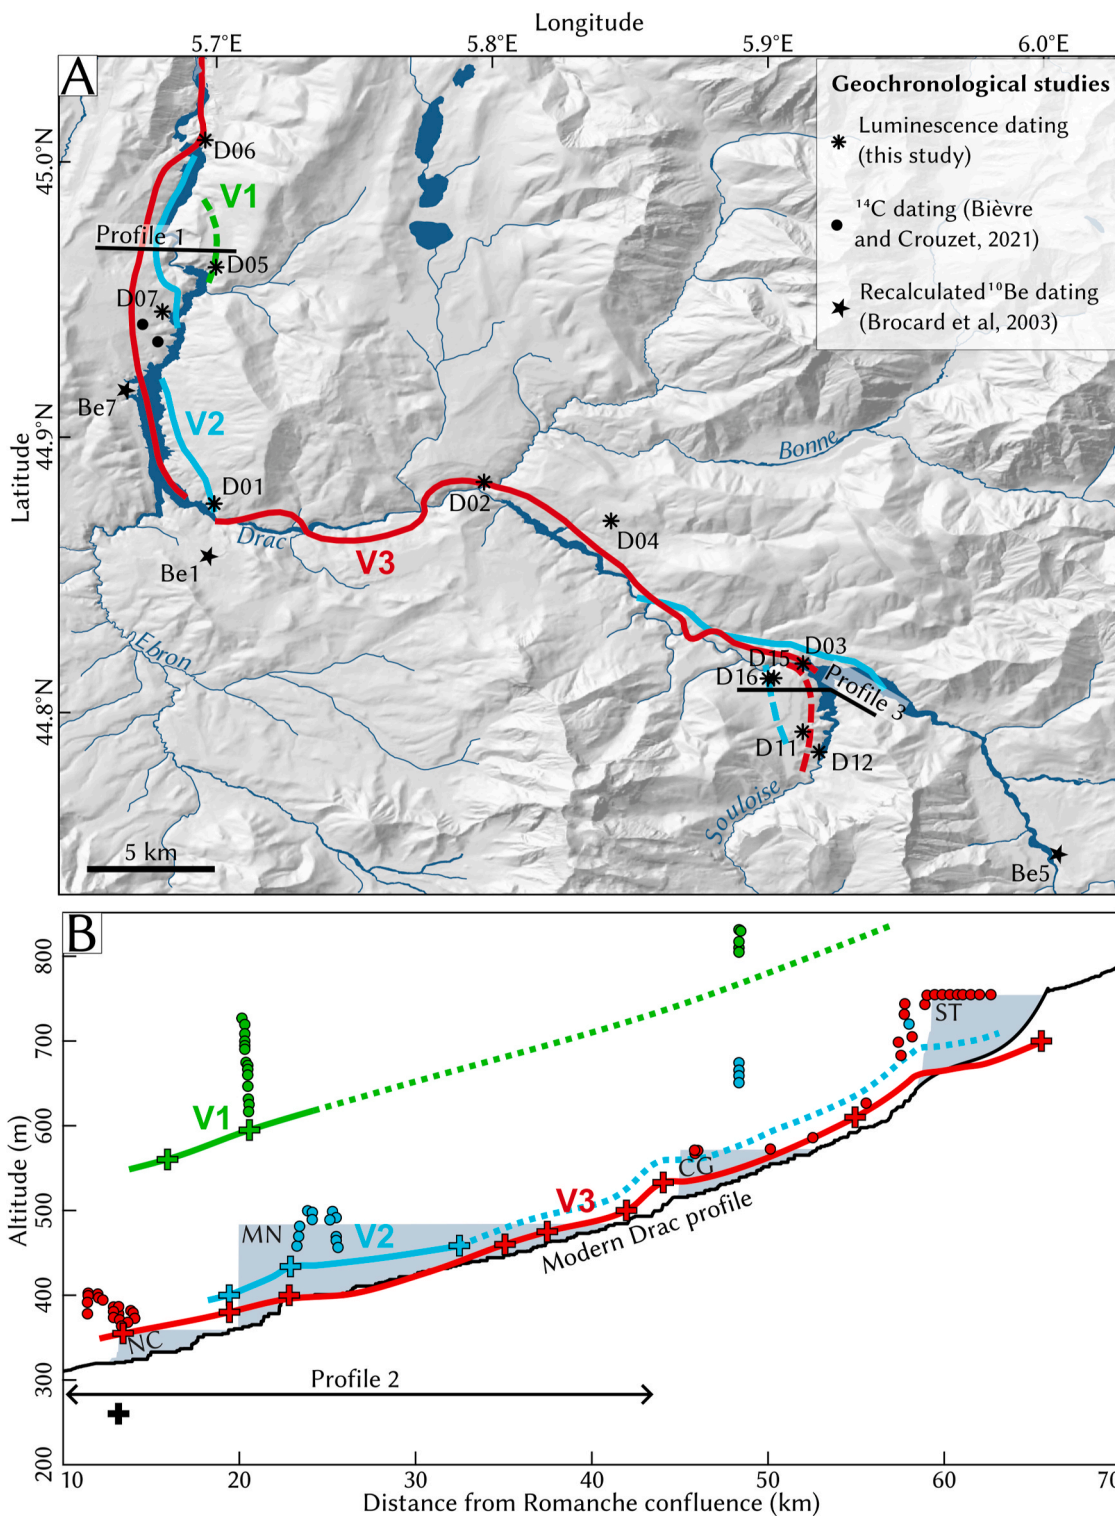 Longitude
5.7°E
5.8°E
5.9°E
6.0°E
A
Geochronological studies
Luminescence dating
(this study)
¹⁴C dating (Bièvre
and Crouzet, 2021)
Recalculated ¹⁰Be dating
(Brocard et al, 2003)
45.0°N
44.9°N
44.8°N
Latitude
D06
V1
Profile 1
D05
D07
Be7
V2
D01
Drac
Be1
V3
D02
D04
Bonne
Ebron
D15
D03
D16
Profile 3
D11
D12
Souloise
Be5
5 km
B
800
700
600
500
400
300
200
Altitude (m)
V1
ST
CG
V3
MN
V2
Modern Drac profile
NC
Profile 2
10
20
30
40
50
60
70
Distance from Romanche confluence (km)